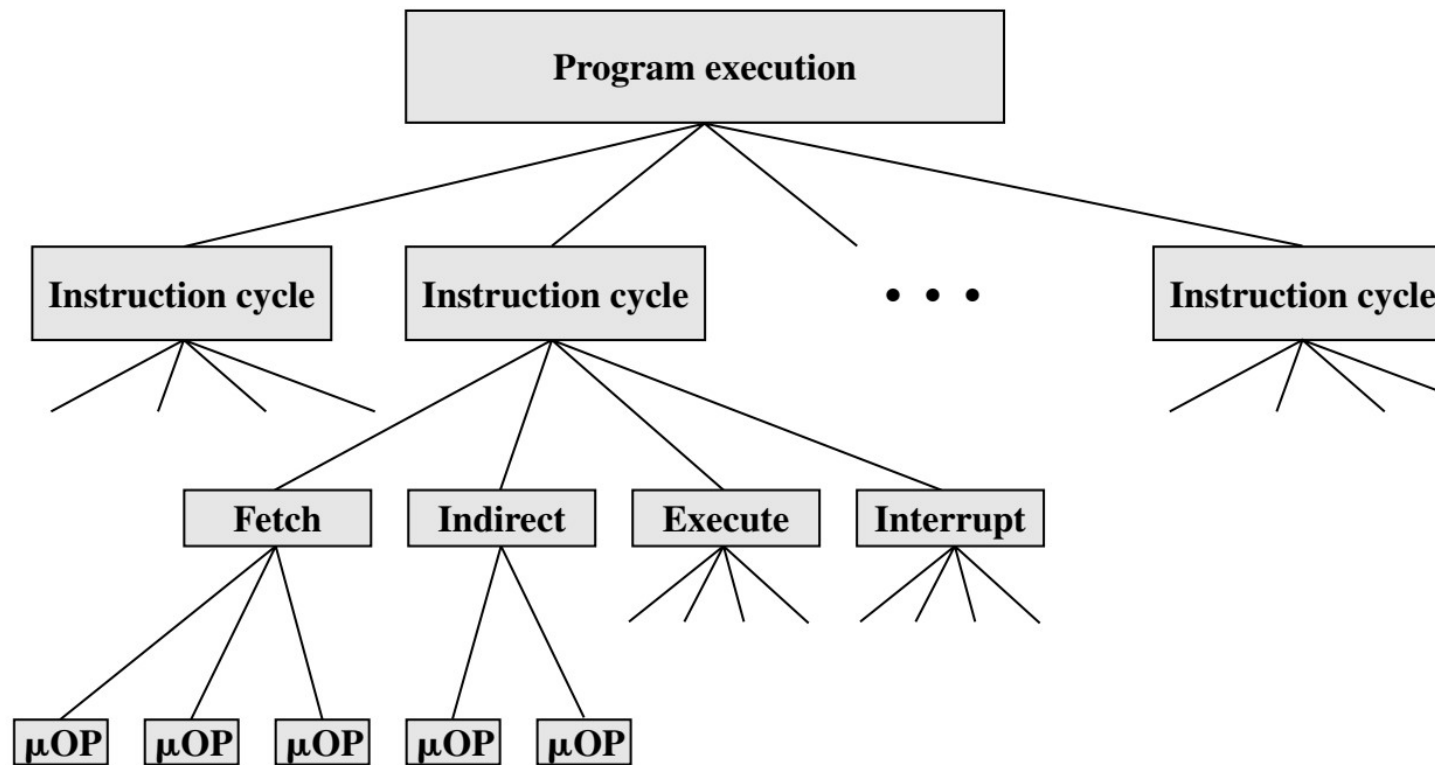 Program execution
Instruction cycle
Instruction cycle
• • •
Instruction cycle
Fetch
Indirect
Execute
Interrupt
μOP
μOP
μOP
μOP
μOP